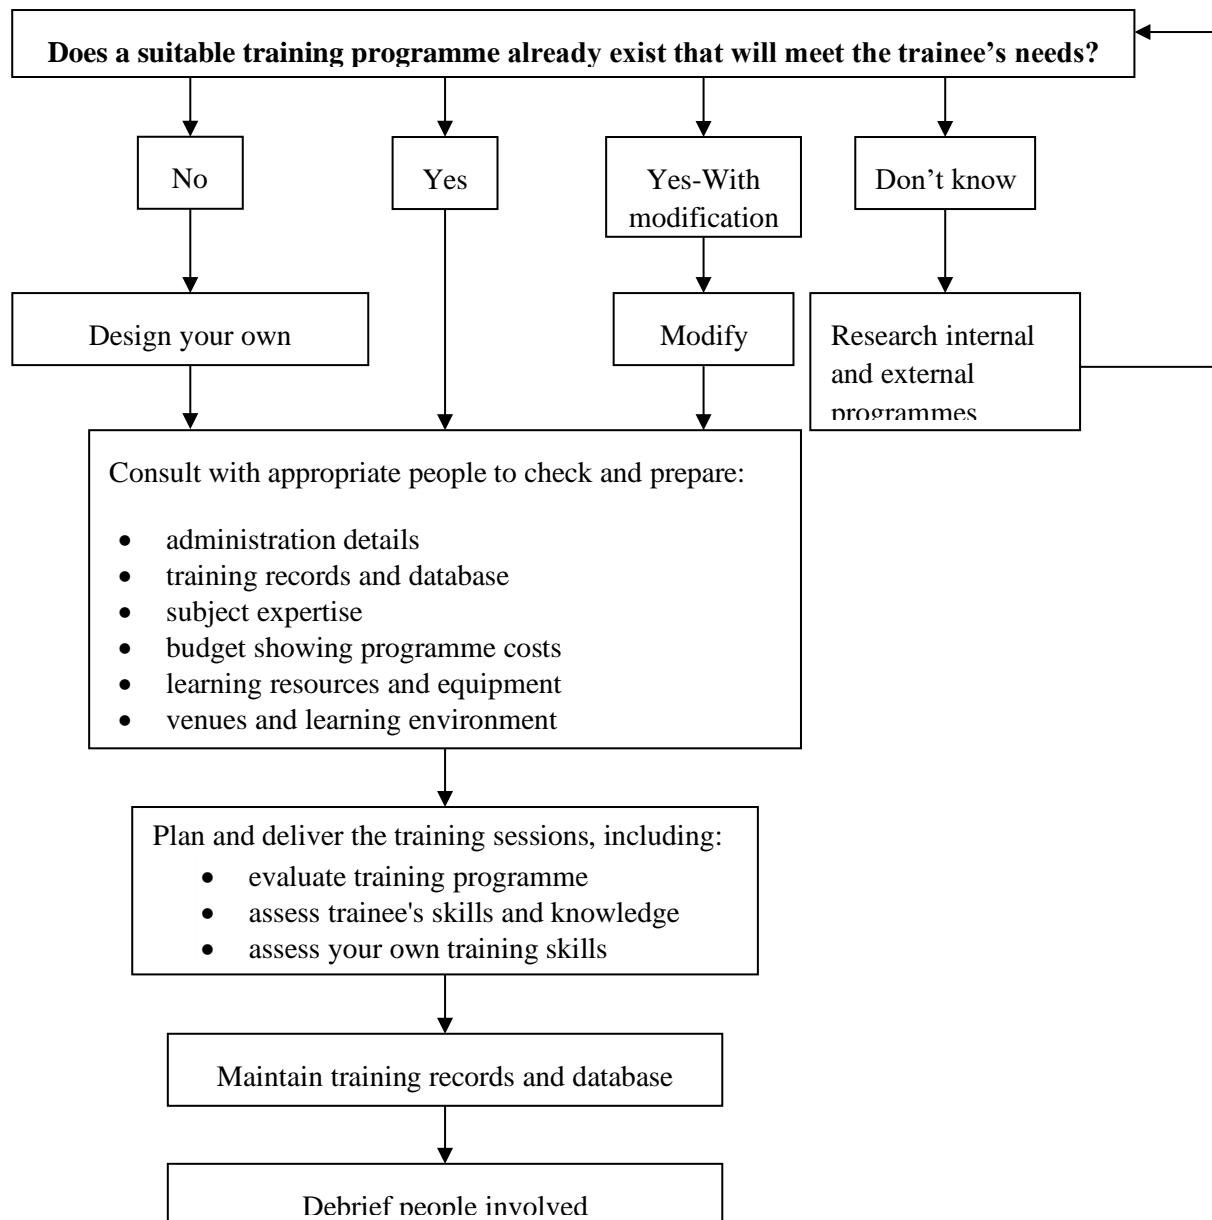 Does a suitable training programme already exist that will meet the trainee’s needs?
No
Yes
Yes-With
modification
Don’t know
Design your own
Modify
Research internal
and external
programmes
Consult with appropriate people to check and prepare:
• administration details
• training records and database
• subject expertise
• budget showing programme costs
• learning resources and equipment
• venues and learning environment
Plan and deliver the training sessions, including:
• evaluate training programme
• assess trainee's skills and knowledge
• assess your own training skills
Maintain training records and database
Debrief people involved